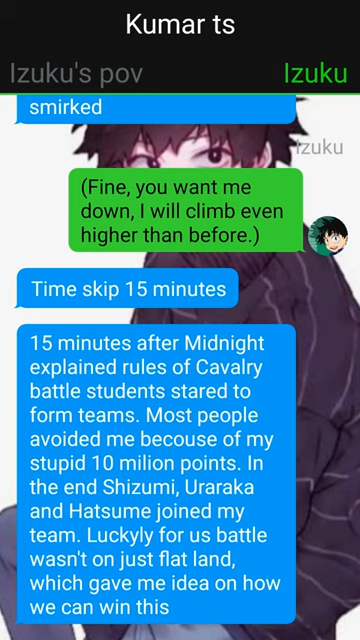 Kumar ts
Izuku's pov Izuku
smirked
Izuku
(Fine, you want me
down, I will climb even
higher than before.)
Time skip 15 minutes
15 minutes after Midnight
explained rules of Cavalry
battle students stared to
form teams. Most people
avoided me becouse of my
stupid 10 milion points. In
the end Shizumi, Uraraka
and Hatsume joined my
team. Luckyly for us battle
wasn't on just flat land,
which gave me idea on how
we can win this